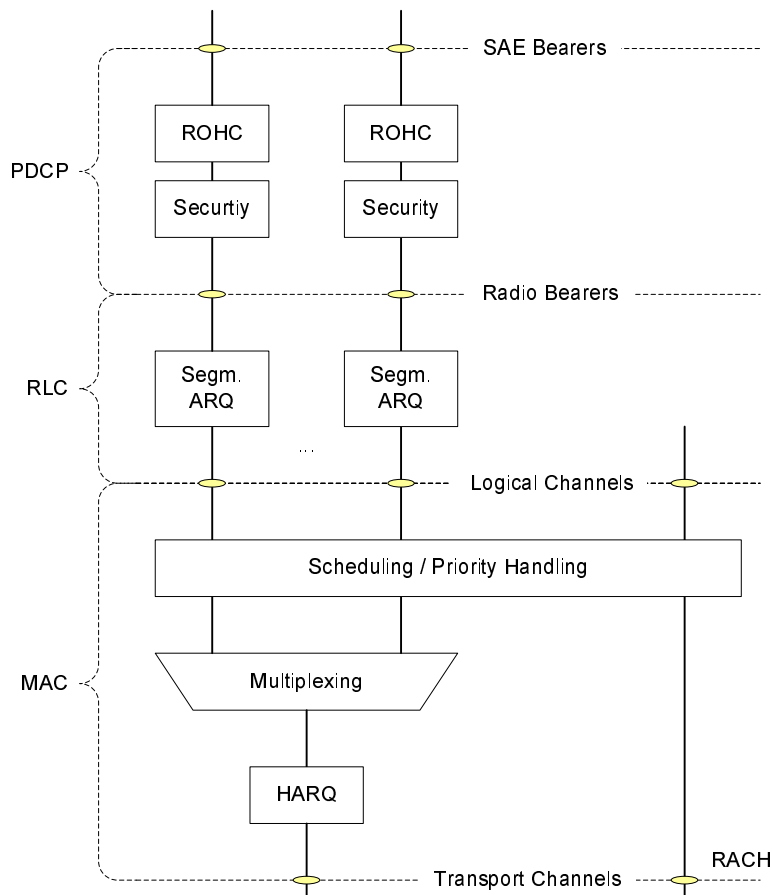 SAE Bearers
ROHC
ROHC
PDCP
Securtiy
Security
Radio Bearers
Segm.
ARQ
Segm.
ARQ
RLC
...
Logical Channels
Scheduling / Priority Handling
Multiplexing
MAC
HARQ
RACH
Transport Channels